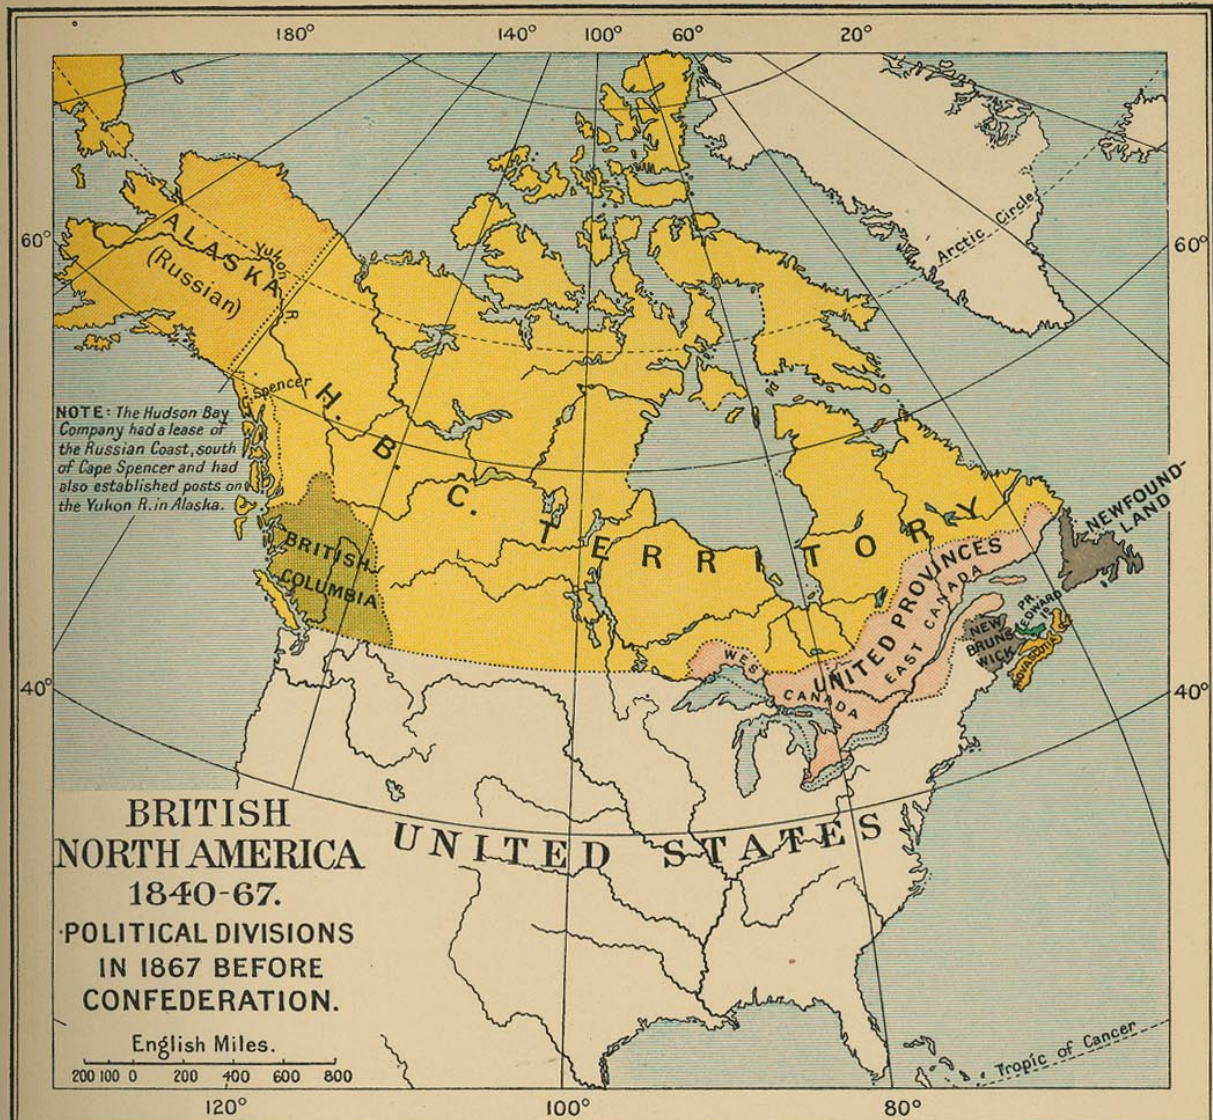 180°
140°
100°
60°
20°
60°
60°
40°
40°
120°
100°
80°
ALASKA
(Russian)
Yukon R.
Spencer
Arctic Circle
NOTE: The Hudson Bay
Company had a lease of
the Russian Coast, south
of Cape Spencer and had
also established posts on
the Yukon R. in Alaska.
H. B. C. TERRITORY
BRITISH
COLUMBIA
NEWFOUND-
LAND
UNITED PROVINCES
EAST CANADA
WEST
CANADA
PR.
EDWARD
ID.
NEW
BRUNS
WICK
NOVA SCOTIA
UNITED STATES
BRITISH
NORTH AMERICA
1840-67.
POLITICAL DIVISIONS
IN 1867 BEFORE
CONFEDERATION.
English Miles.
200 100 0 200 400 600 800
Tropic of Cancer